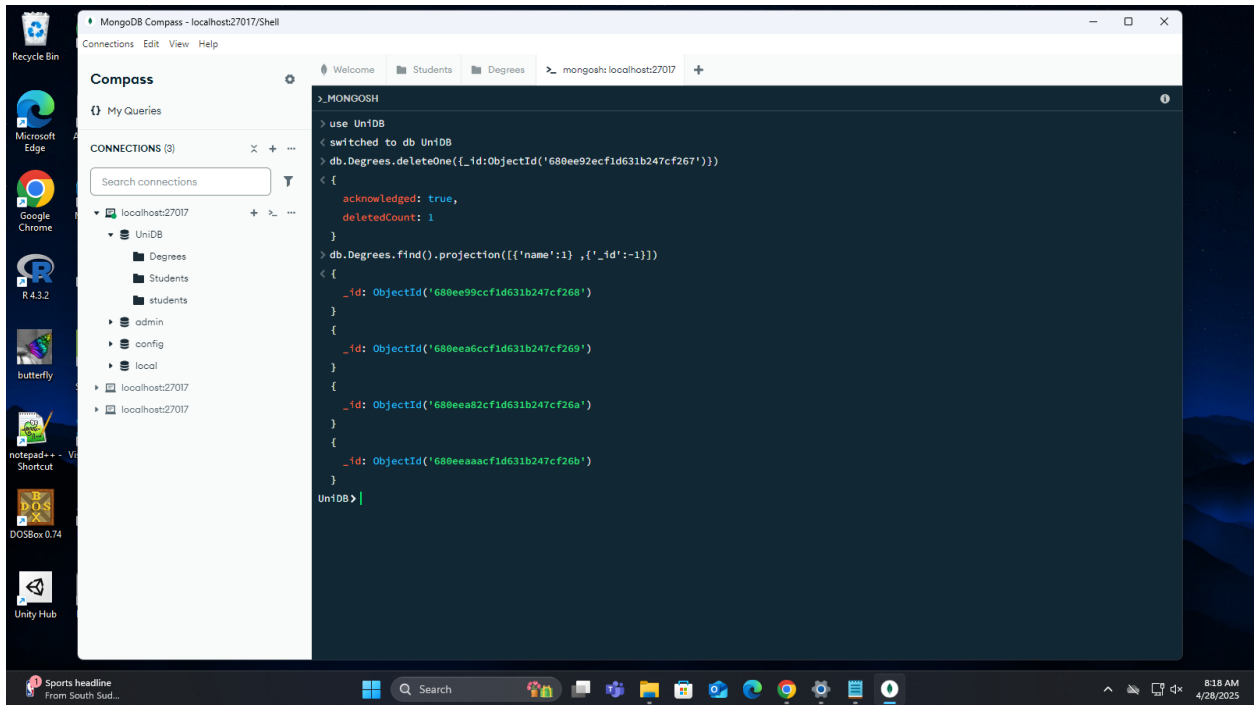 Recycle Bin
Microsoft
Edge
Google
Chrome
R 4.3.2
butterfly
notepad++ -
Shortcut
DOSBox 0.74
Unity Hub
MongoDB Compass - localhost:27017/Shell
Connections Edit View Help
Compass
{} My Queries
CONNECTIONS (3)
Search connections
localhost:27017
UniDB
Degrees
Students
students
admin
config
local
localhost:27017
localhost:27017
Welcome Students Degrees >_ mongosh: localhost:27017 +
>_MONGOSH
> use UniDB
< switched to db UniDB
> db.Degrees.deleteOne({_id:ObjectId('680ee92ecf1d631b247cf267')})
< {
acknowledged: true,
deletedCount: 1
}
> db.Degrees.find().projection([{'name':1} ,{'_id':-1}])
< {
_id: ObjectId('680ee99ccf1d631b247cf268')
}
{
_id: ObjectId('680eea6ccf1d631b247cf269')
}
{
_id: ObjectId('680eea82cf1d631b247cf26a')
}
{
_id: ObjectId('680eeaaacf1d631b247cf26b')
}
UniDB>
1
Sports headline
From South Sud...
Search
8:18 AM
4/28/2025